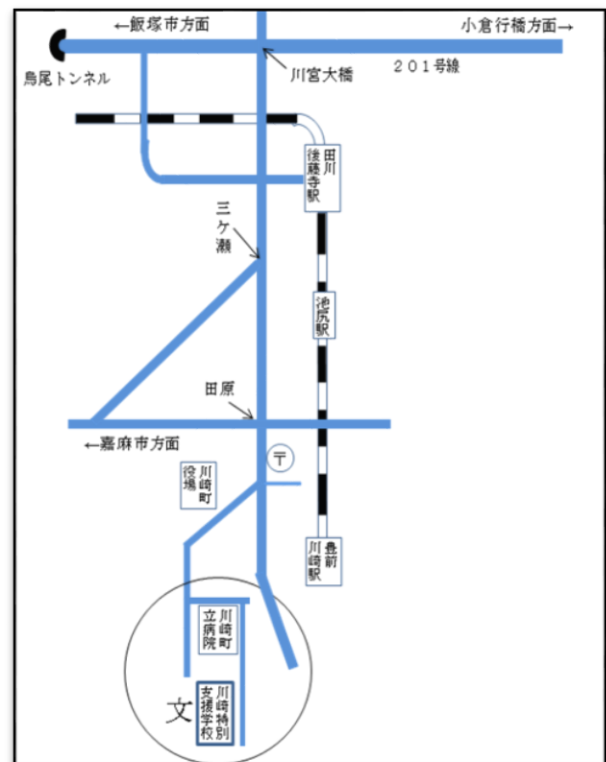 ←飯塚市方面
小倉行橋方面→
烏尾トンネル
川宮大橋
201号線
田川
後藤寺駅
三ケ瀬
池尻駅
田原
←嘉麻市方面
〒
川崎町
役場
豊前
川崎駅
川崎町
立病院
文
川崎特別
支援学校